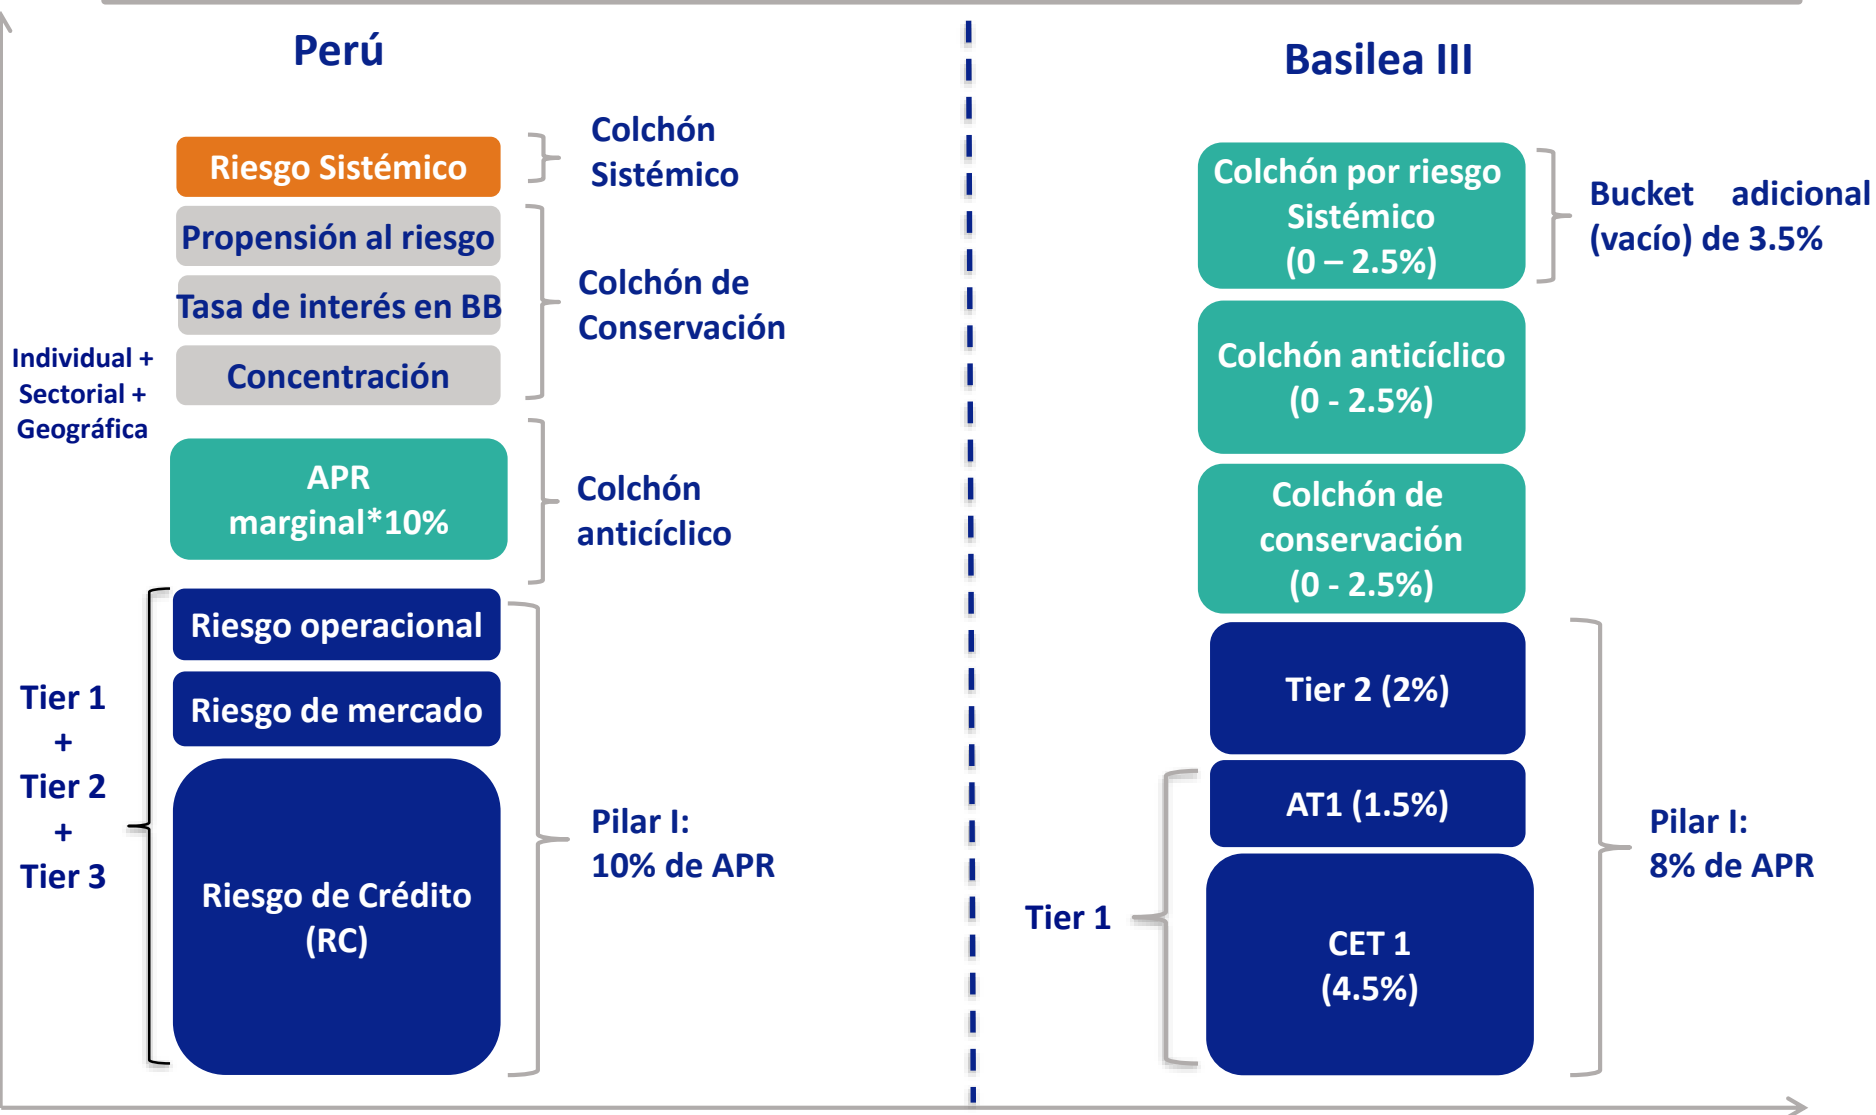 Perú
Riesgo Sistémico
Colchón
Sistémico
Propensión al riesgo
Tasa de interés en BB
Concentración
Colchón de
Conservación
Individual +
Sectorial +
Geográfica
APR
marginal*10%
Colchón
anticíclico
Riesgo operacional
Riesgo de mercado
Riesgo de Crédito
(RC)
Tier 1
+
Tier 2
+
Tier 3
Pilar I:
10% de APR
Basilea III
Colchón por riesgo
Sistémico
(0 – 2.5%)
Bucket adicional
(vacío) de 3.5%
Colchón anticíclico
(0 - 2.5%)
Colchón de
conservación
(0 - 2.5%)
Tier 2 (2%)
AT1 (1.5%)
CET 1
(4.5%)
Tier 1
Pilar I:
8% de APR